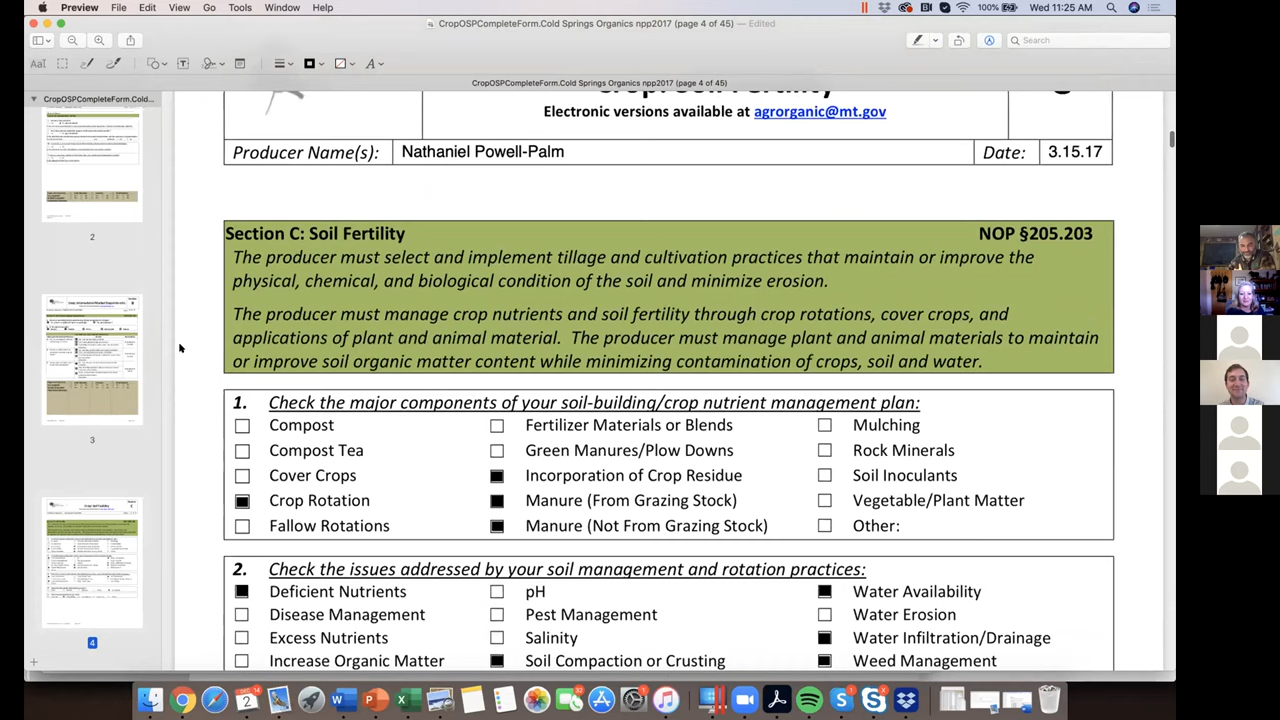 Preview File Edit View Go Tools Window Help 100% Wed 11:25 AM
CropOSPCompleteForm.Cold Springs Organics npp2017 (page 4 of 45) — Edited
Search
CropOSPCompleteForm.Cold Springs Organics npp2017 (page 4 of 45)
CropOSPCompleteForm.Cold...
2
3
4
Electronic versions available at agrorganic@mt.gov
Producer Name(s): Nathaniel Powell-Palm Date: 3.15.17
Section C: Soil Fertility NOP §205.203
The producer must select and implement tillage and cultivation practices that maintain or improve the
physical, chemical, and biological condition of the soil and minimize erosion.
The producer must manage crop nutrients and soil fertility through crop rotations, cover crops, and
application of plant and animal materials. The producer must manage plant and animal materials to maintain
or improve soil organic matter content while minimizing contamination of crops, soil and water.
1. Check the major components of your soil-building/crop nutrient management plan:
Compost Fertilizer Materials or Blends Mulching
Compost Tea Green Manures/Plow Downs Rock Minerals
Cover Crops Incorporation of Crop Residue Soil Inoculants
Crop Rotation Manure (From Grazing Stock) Vegetable/Plant Matter
Fallow Rotations Manure (Not From Grazing Stock) Other:
Check the issues addressed by your soil management and rotation practices:
Deficient Nutrients pH Water Availability
Disease Management Pest Management Water Erosion
Excess Nutrients Salinity Water Infiltration/Drainage
Increase Organic Matter Soil Compaction or Crusting Weed Management